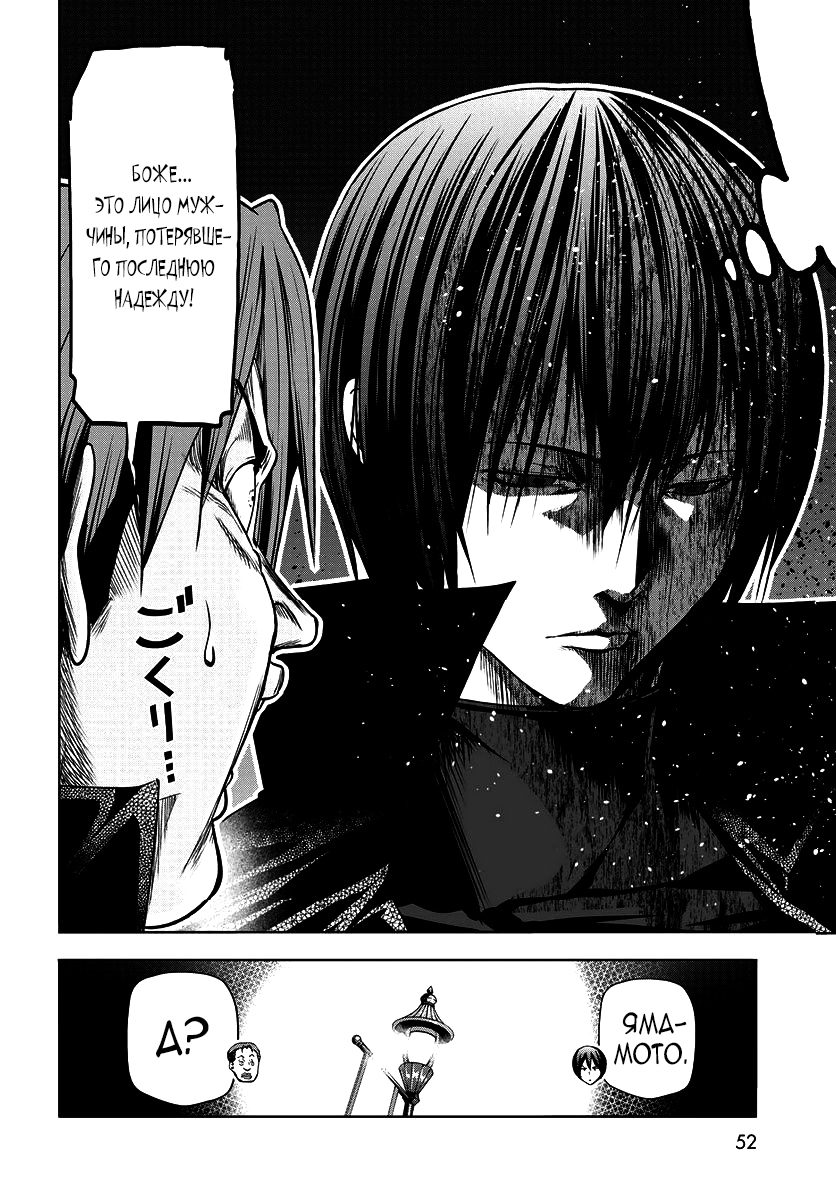 БОЖЕ...
ЭТО ЛИЦО МУЖ-
ЧИНЫ, ПОТЕРЯВШЕ-
ГО ПОСЛЕДНЮЮ
НАДЕЖДУ!
ごくり…
ЯМА-
МОТО.
Д?
52